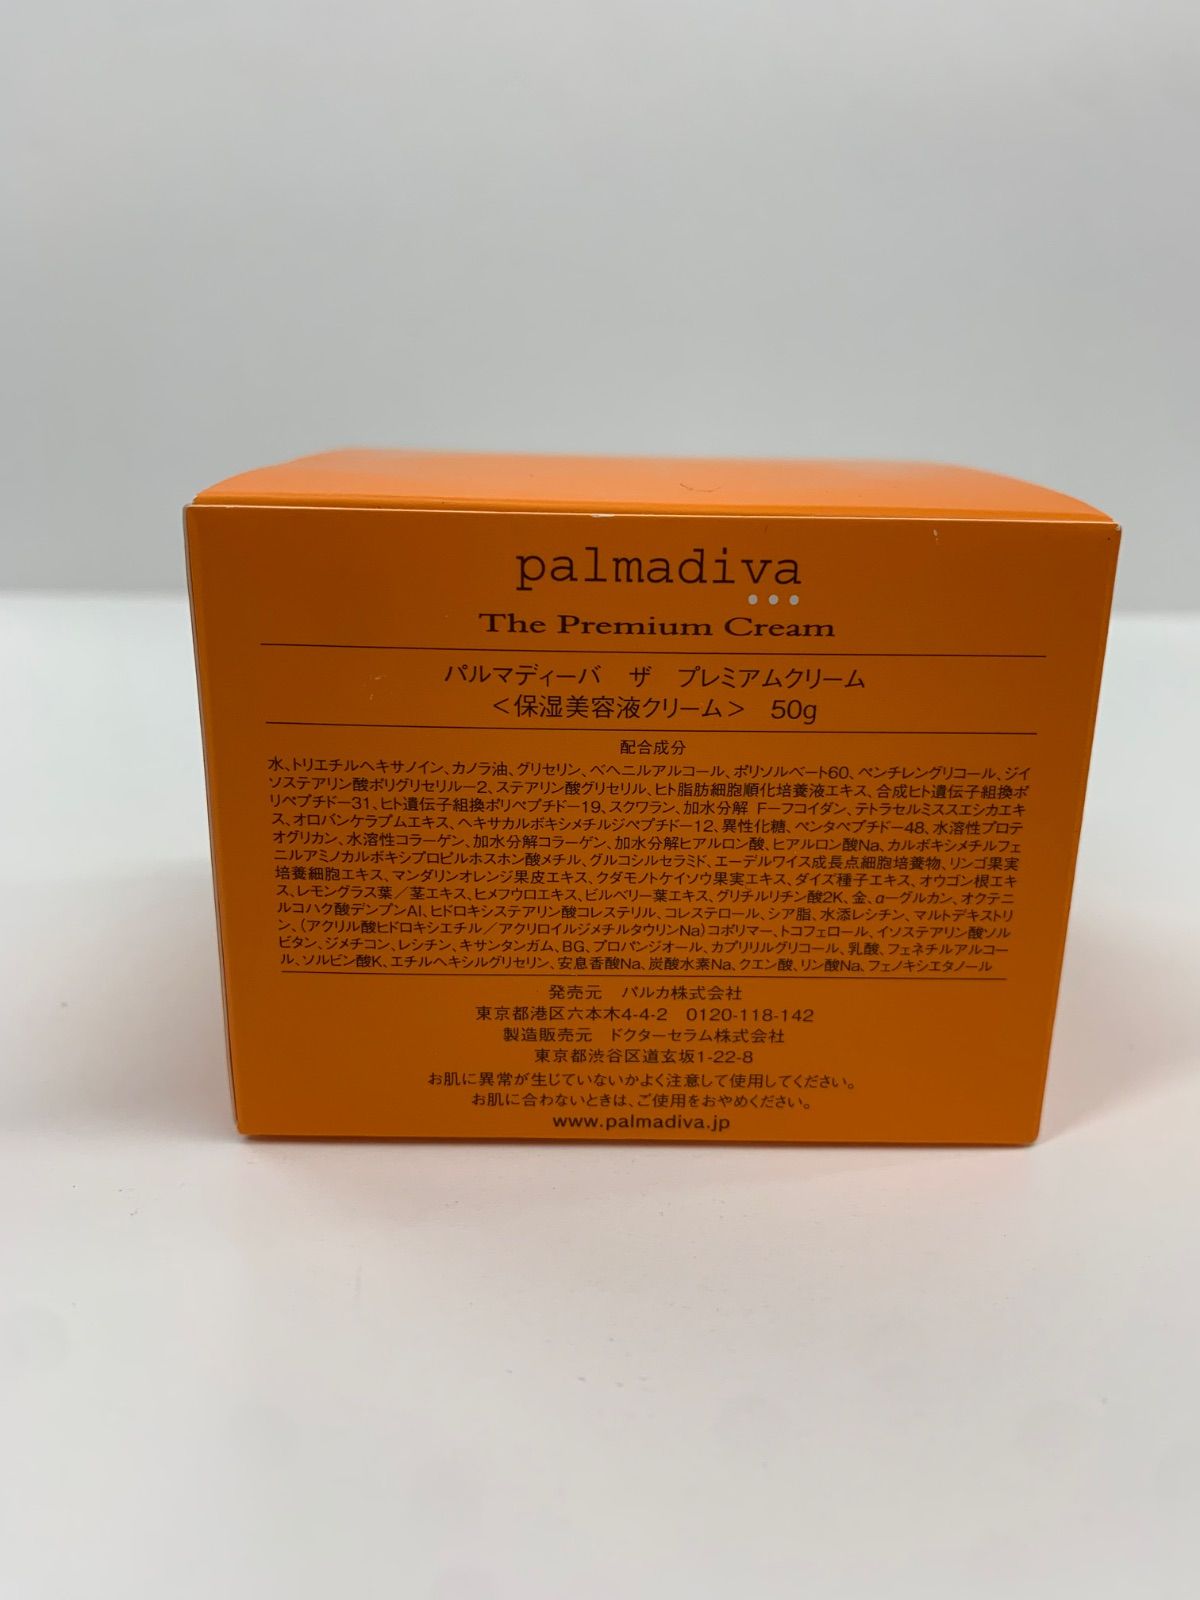 palmadiva
The Premium Cream
パルマディーバ　ザ　プレミアムクリーム
＜保湿美容液クリーム＞　50g
配合成分
水、トリエチルヘキサノイン、カノラ油、グリセリン、ベヘニルアルコール、ポリソルベート60、ペンチレングリコール、ジイ
ソステアリン酸ポリグリセリル－2、ステアリン酸グリセリル、ヒト脂肪細胞順化培養液エキス、合成ヒト遺伝子組換ポ
リペプチド－31、ヒト遺伝子組換ポリペプチド－19、スクワラン、加水分解 F－フコイダン、テトラセルミススエシカエキ
ス、オロバンケラプムエキス、ヘキサカルボキシメチルジペプチド－12、異性化糖、ペンタペプチド－48、水溶性プロテ
オグリカン、水溶性コラーゲン、加水分解コラーゲン、加水分解ヒアルロン酸、ヒアルロン酸Na、カルボキシメチルフェ
ニルアミノカルボキシプロピルホスホン酸メチル、グルコシルセラミド、エーデルワイス成長点細胞培養物、リンゴ果実
培養細胞エキス、マンダリンオレンジ果皮エキス、クダモノトケイソウ果実エキス、ダイズ種子エキス、オウゴン根エキ
ス、レモングラス葉／茎エキス、ヒメフウロエキス、ビルベリー葉エキス、グリチルリチン酸2K、金、α－グルカン、オクテニ
ルコハク酸デンプンAl、ヒドロキシステアリン酸コレステリル、コレステロール、シア脂、水添レシチン、マルトデキストリ
ン、（アクリル酸ヒドロキシエチル／アクリロイルジメチルタウリンNa）コポリマー、トコフェロール、イソステアリン酸ソル
ビタン、ジメチコン、レシチン、キサンタンガム、BG、プロパンジオール、カプリリルグリコール、乳酸、フェネチルアルコー
ル、ソルビン酸K、エチルヘキシルグリセリン、安息香酸Na、炭酸水素Na、クエン酸、リン酸Na、フェノキシエタノール
発売元　パルカ株式会社
東京都港区六本木4-4-2　0120-118-142
製造販売元　ドクターセラム株式会社
東京都渋谷区道玄坂1-22-8
お肌に異常が生じていないかよく注意して使用してください。
お肌に合わないときは、ご使用をおやめください。
www.palmadiva.jp